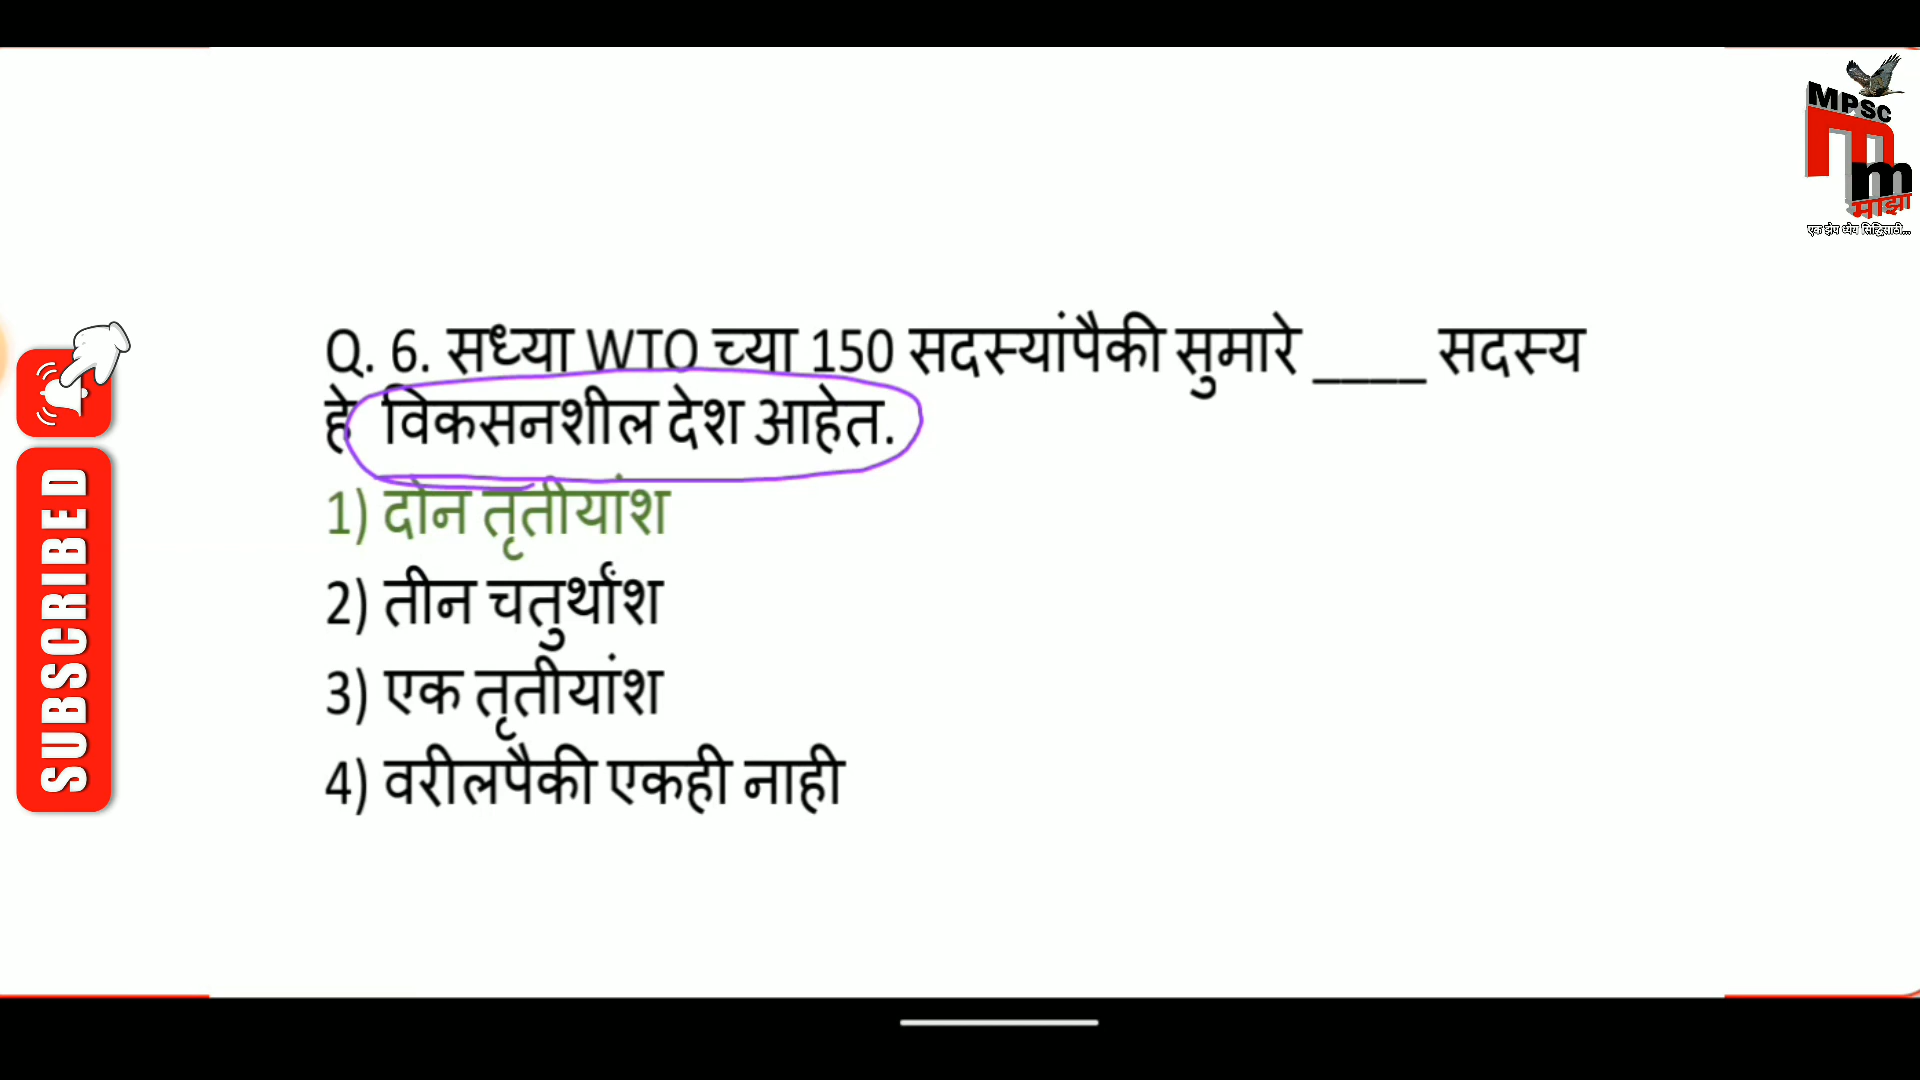 MPSC
माझा
एक झेप ध्येय सिद्धिसाठी...
Q. 6. सध्या WTO च्या 150 सदस्यांपैकी सुमारे ____ सदस्य
हे विकसनशील देश आहेत.
1) दोन तृतीयांश
2) तीन चतुर्थांश
3) एक तृतीयांश
4) वरीलपैकी एकही नाही
SUBSCRIBED